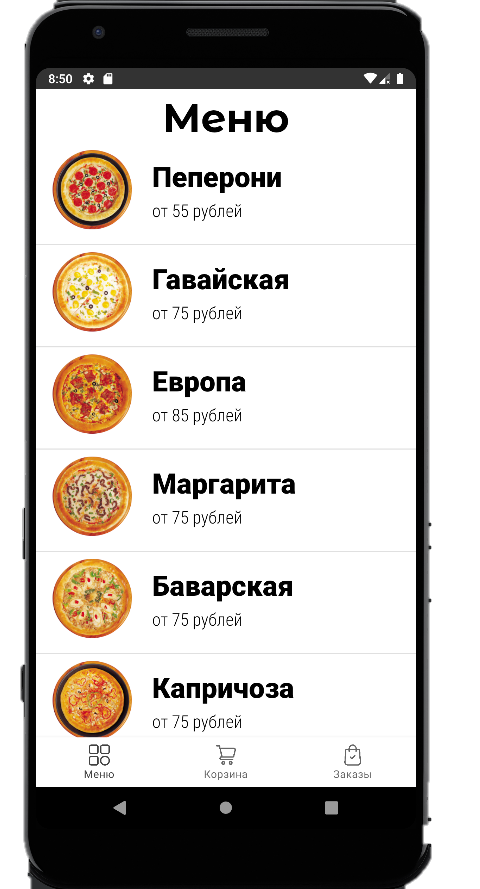 8:50
Меню
Пеперони
от 55 рублей
Гавайская
от 75 рублей
Европа
от 85 рублей
Маргарита
от 75 рублей
Баварская
от 75 рублей
Капричоза
от 75 рублей
Меню
Корзина
Заказы